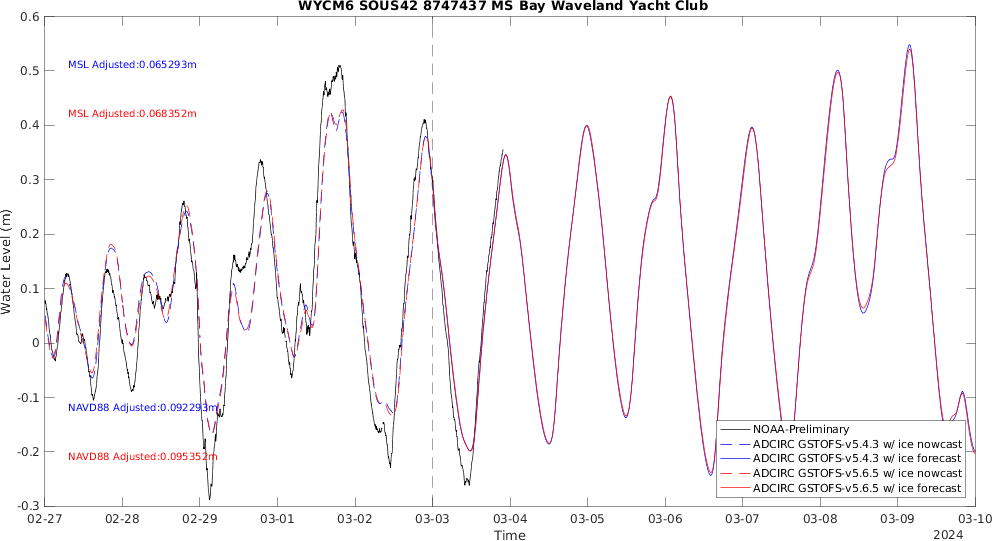 WYCM6 SOUS42 8747437 MS Bay Waveland Yacht Club
0.6
0.5
0.4
0.3
0.2
0.1
0
-0.1
-0.2
-0.3
Water Level (m)
MSL Adjusted:0.065293m
MSL Adjusted:0.068352m
NAVD88 Adjusted:0.092293m
NAVD88 Adjusted:0.095352m
NOAA-Preliminary
ADCIRC GSTOFS-v5.4.3 w/ ice nowcast
ADCIRC GSTOFS-v5.4.3 w/ ice forecast
ADCIRC GSTOFS-v5.6.5 w/ ice nowcast
ADCIRC GSTOFS-v5.6.5 w/ ice forecast
02-27 02-28 02-29 03-01 03-02 03-03 03-04 03-05 03-06 03-07 03-08 03-09 03-10
Time
2024